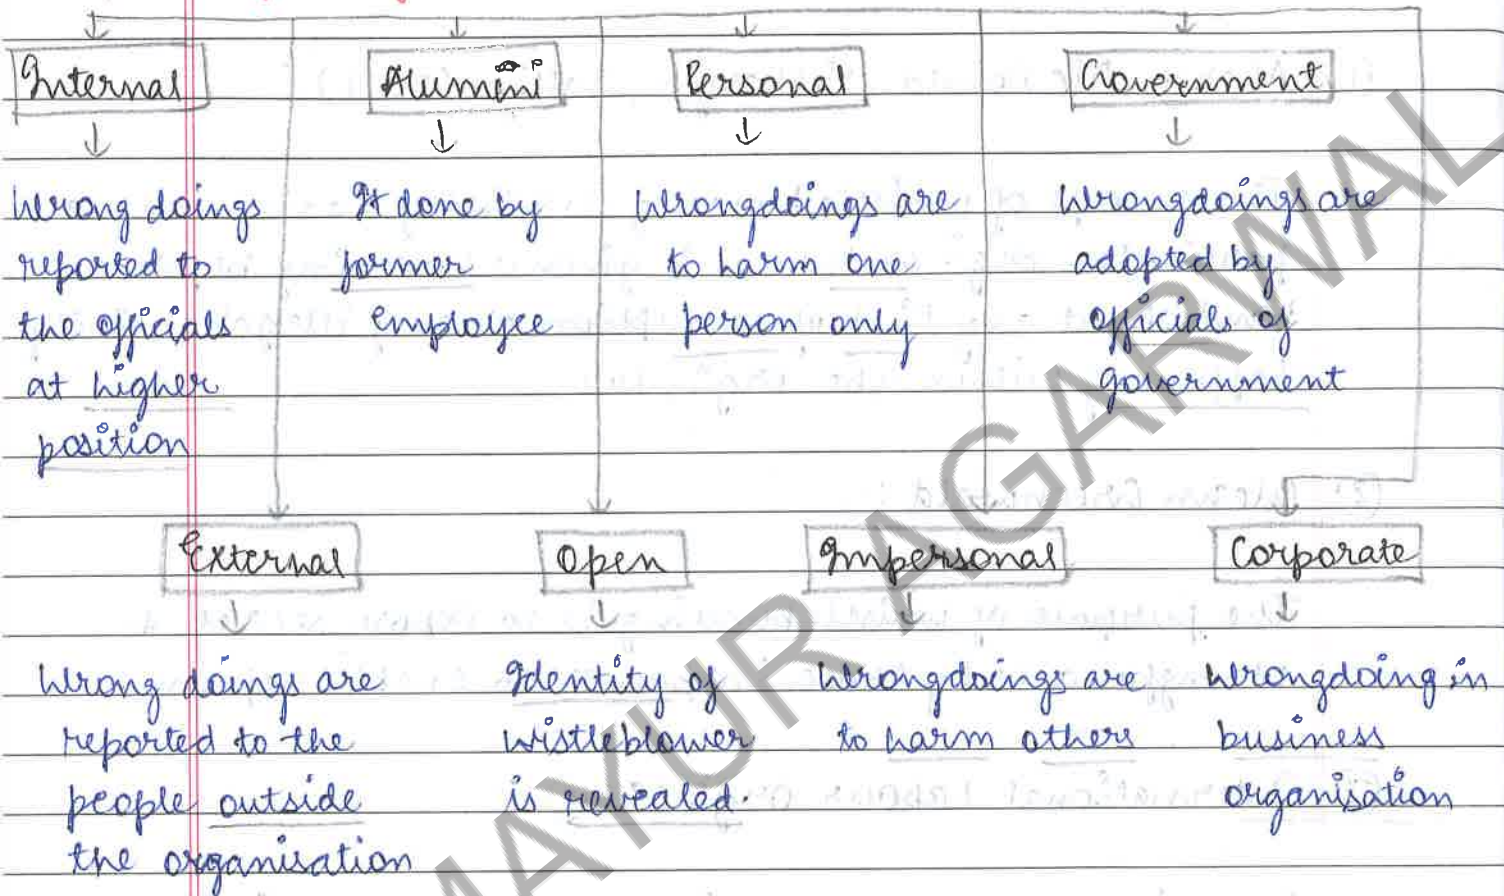 Internal
Alumini
Personal
Government
Wrong doings
reported to
the officials
at higher
position
It done by
former
employee
Wrongdoings are
to harm one
person only
Wrongdoings are
adopted by
officials of
government
External
Open
Impersonal
Corporate
Wrong doings are
reported to the
people outside
the organisation
Identity of
wistleblower
is revealed.
Wrongdoings are
to harm others
Wrongdoing in
business
organisation
MAYUR AGARWAL